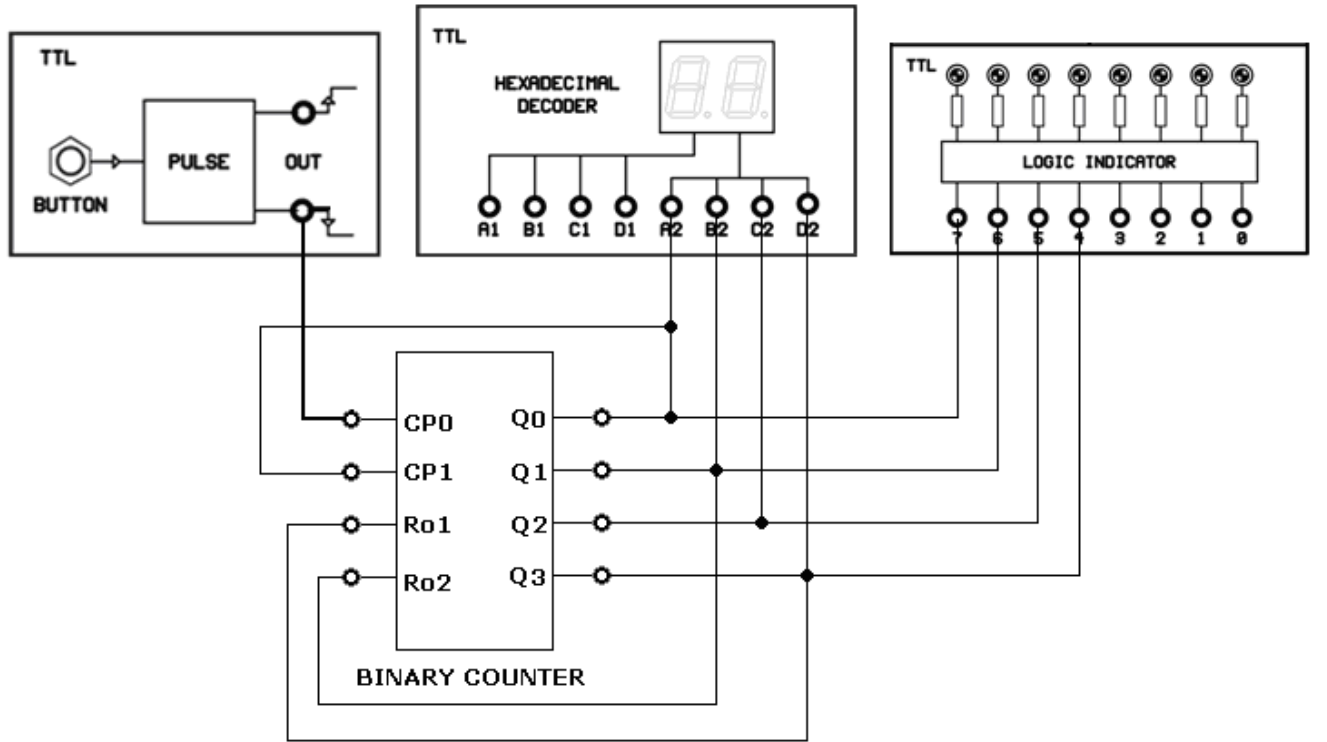 TTL
BUTTON
PULSE
OUT
TTL
HEXADECIMAL
DECODER
A1 B1 C1 D1 A2 B2 C2 D2
TTL
LOGIC INDICATOR
7 6 5 4 3 2 1 0
CP0
CP1
Ro1
Ro2
Q0
Q1
Q2
Q3
BINARY COUNTER